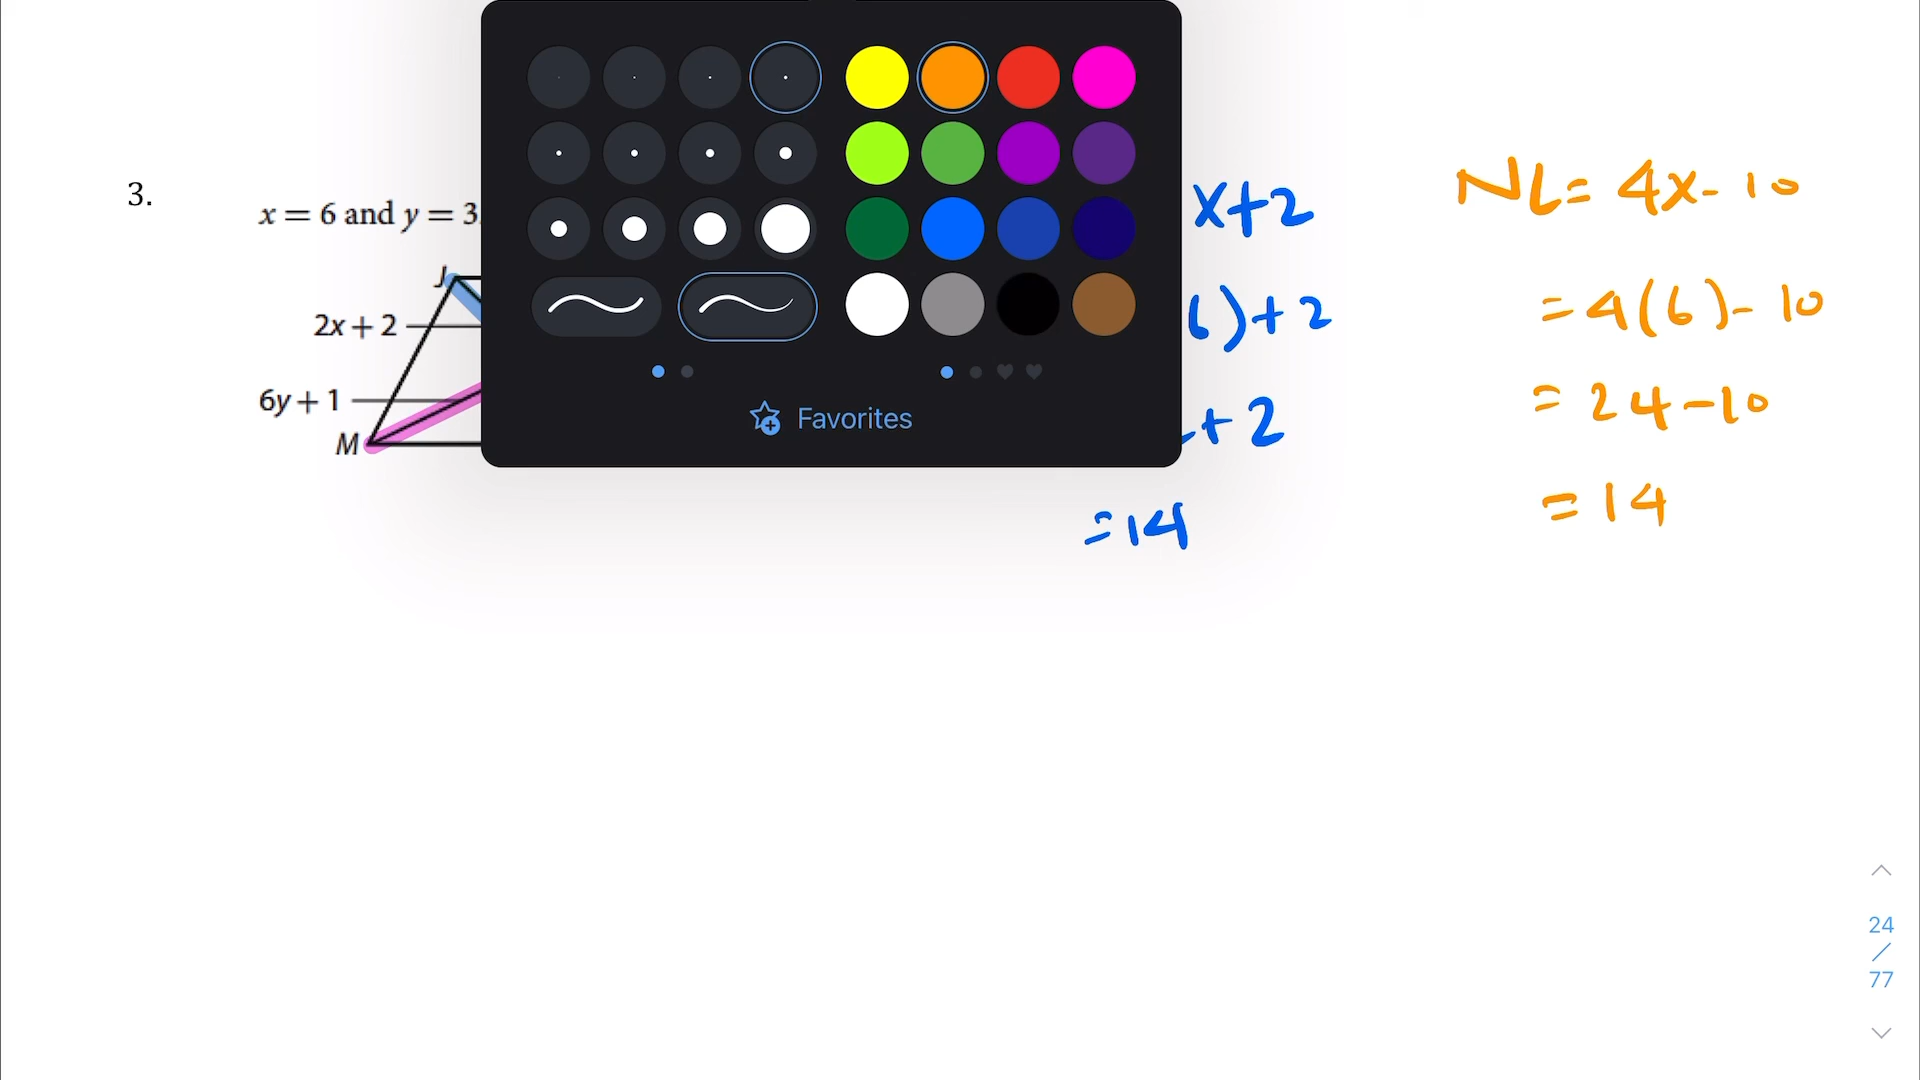 3.
x = 6 and y = 3
J
2x + 2
6y + 1
M
Favorites
x+2
6)+2
+2
=14
NL= 4x-10
=4(6)-10
= 24-10
= 14
24
/
77